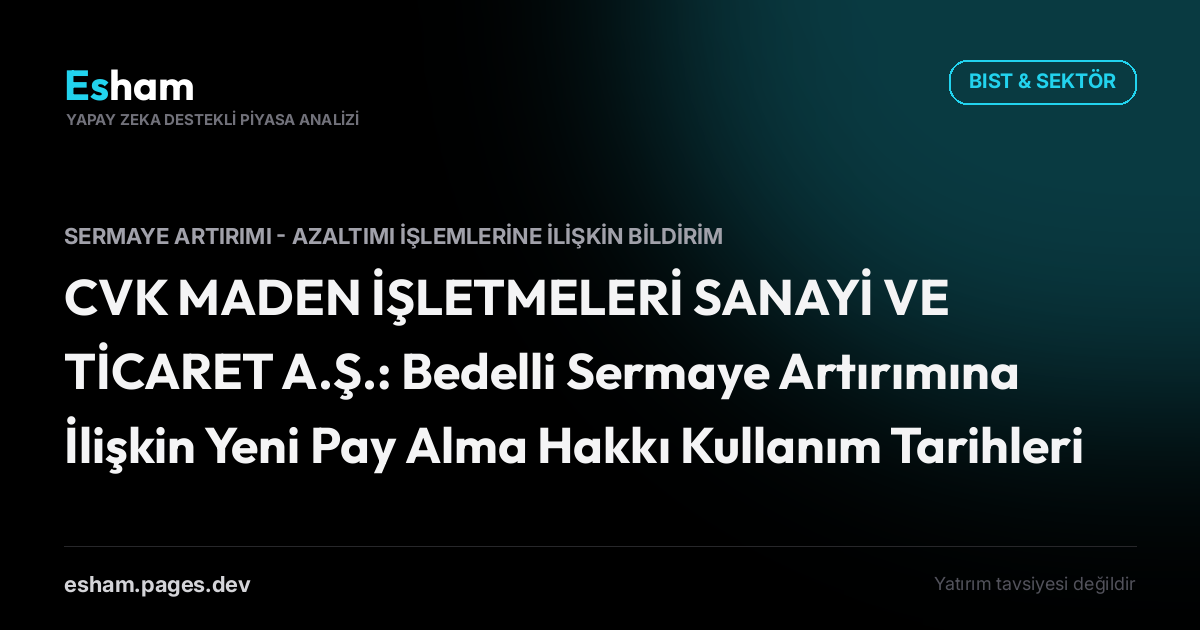 Esham
BIST & SEKTÖR
YAPAY ZEKA DESTEKLİ PİYASA ANALİZİ
SERMAYE ARTIRIMI - AZALTIMI İŞLEMLERİNE İLİŞKİN BİLDİRİM
CVK MADEN İŞLETMELERİ SANAYİ VE
TİCARET A.Ş.: Bedelli Sermaye Artırımına
İlişkin Yeni Pay Alma Hakkı Kullanım Tarihleri
esham.pages.dev
Yatırım tavsiyesi değildir